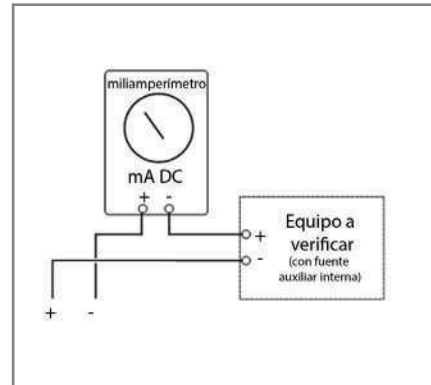 miliamperímetro
mA DC
+ -
Equipo a
verificar
(con fuente
auxiliar interna)
+
-
+ -